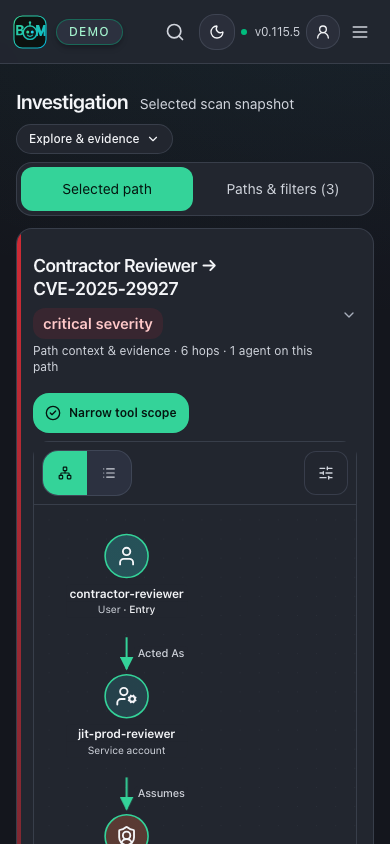 BOM
DEMO
v0.115.5
Investigation Selected scan snapshot
Explore & evidence
Selected path
Paths & filters (3)
Contractor Reviewer →
CVE-2025-29927
critical severity
Path context & evidence · 6 hops · 1 agent on this
path
Narrow tool scope
contractor-reviewer
User · Entry
Acted As
jit-prod-reviewer
Service account
Assumes